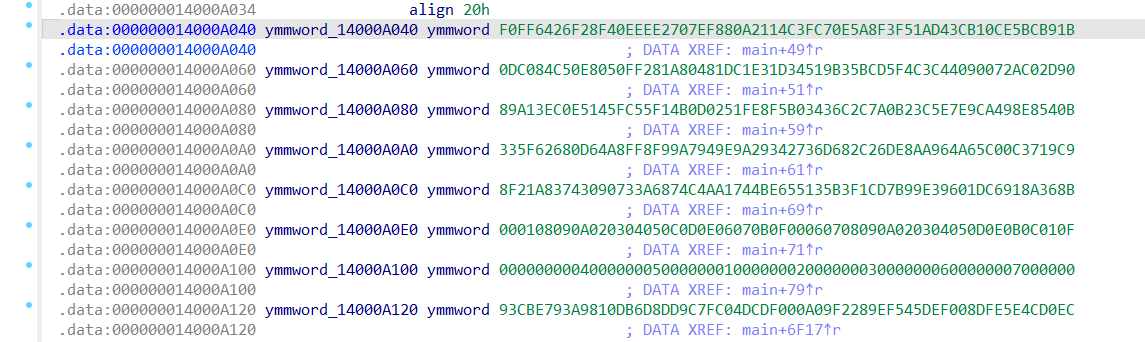 .data:000000014000A034 align 20h
.data:000000014000A040 ymmword_14000A040 ymmword F0FF6426F28F40EEEE2707EF880A2114C3FC70E5A8F3F51AD43CB10CE5BCB91B
.data:000000014000A040 ; DATA XREF: main+49↑r
.data:000000014000A060 ymmword_14000A060 ymmword 0DC084C50E8050FF281A80481DC1E31D34519B35BCD5F4C3C44090072AC02D90
.data:000000014000A060 ; DATA XREF: main+51↑r
.data:000000014000A080 ymmword_14000A080 ymmword 89A13EC0E5145FC55F14B0D0251FE8F5B03436C2C7A0B23C5E7E9CA498E8540B
.data:000000014000A080 ; DATA XREF: main+59↑r
.data:000000014000A0A0 ymmword_14000A0A0 ymmword 335F62680D64A8FF8F99A7949E9A29342736D682C26DE8AA964A65C00C3719C9
.data:000000014000A0A0 ; DATA XREF: main+61↑r
.data:000000014000A0C0 ymmword_14000A0C0 ymmword 8F21A83743090733A6874C4AA1744BE655135B3F1CD7B99E39601DC6918A368B
.data:000000014000A0C0 ; DATA XREF: main+69↑r
.data:000000014000A0E0 ymmword_14000A0E0 ymmword 000108090A020304050C0D0E06070B0F00060708090A020304050D0E0B0C010F
.data:000000014000A0E0 ; DATA XREF: main+71↑r
.data:000000014000A100 ymmword_14000A100 ymmword 0000000004000000050000000100000002000000030000000600000007000000
.data:000000014000A100 ; DATA XREF: main+79↑r
.data:000000014000A120 ymmword_14000A120 ymmword 93CBE793A9810DB6D8DD9C7FC04DCDF000A09F2289EF545DEF008DFE5E4CD0EC
.data:000000014000A120 ; DATA XREF: main+6F17↑r